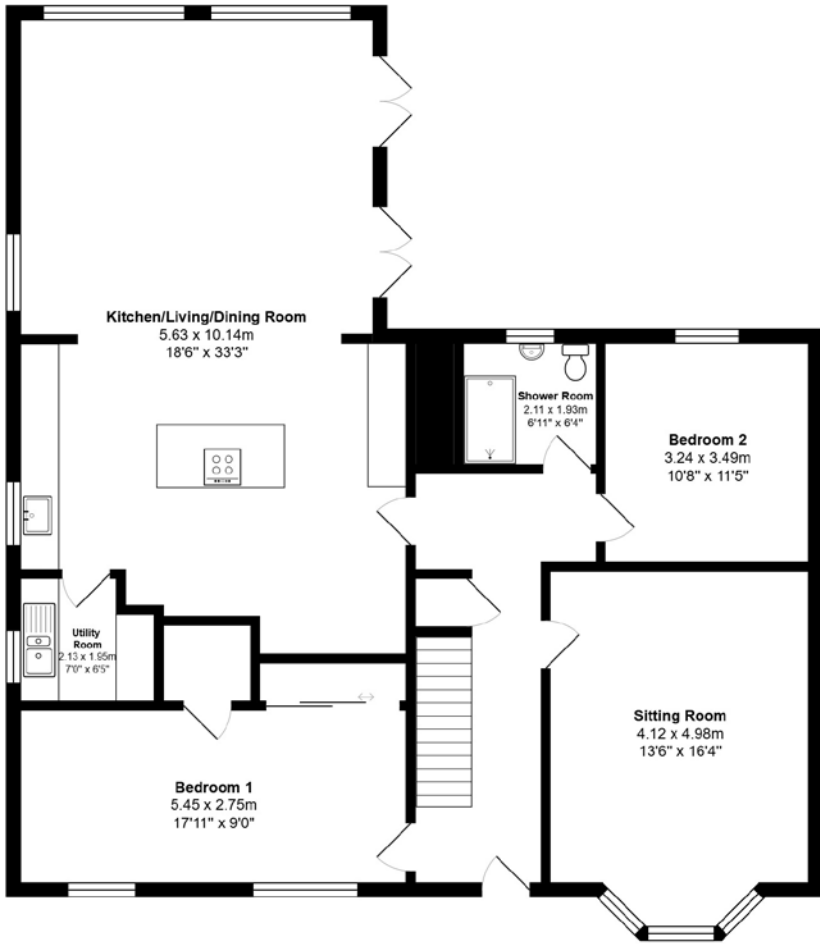 Kitchen/Living/Dining Room
5.63 x 10.14m
18'6" x 33'3"
Shower Room
2.11 x 1.93m
6'11" x 6'4"
Bedroom 2
3.24 x 3.49m
10'8" x 11'5"
Utility
Room
2.13 x 1.95m
7'0" x 6'5"
Sitting Room
4.12 x 4.98m
13'6" x 16'4"
Bedroom 1
5.45 x 2.75m
17'11" x 9'0"